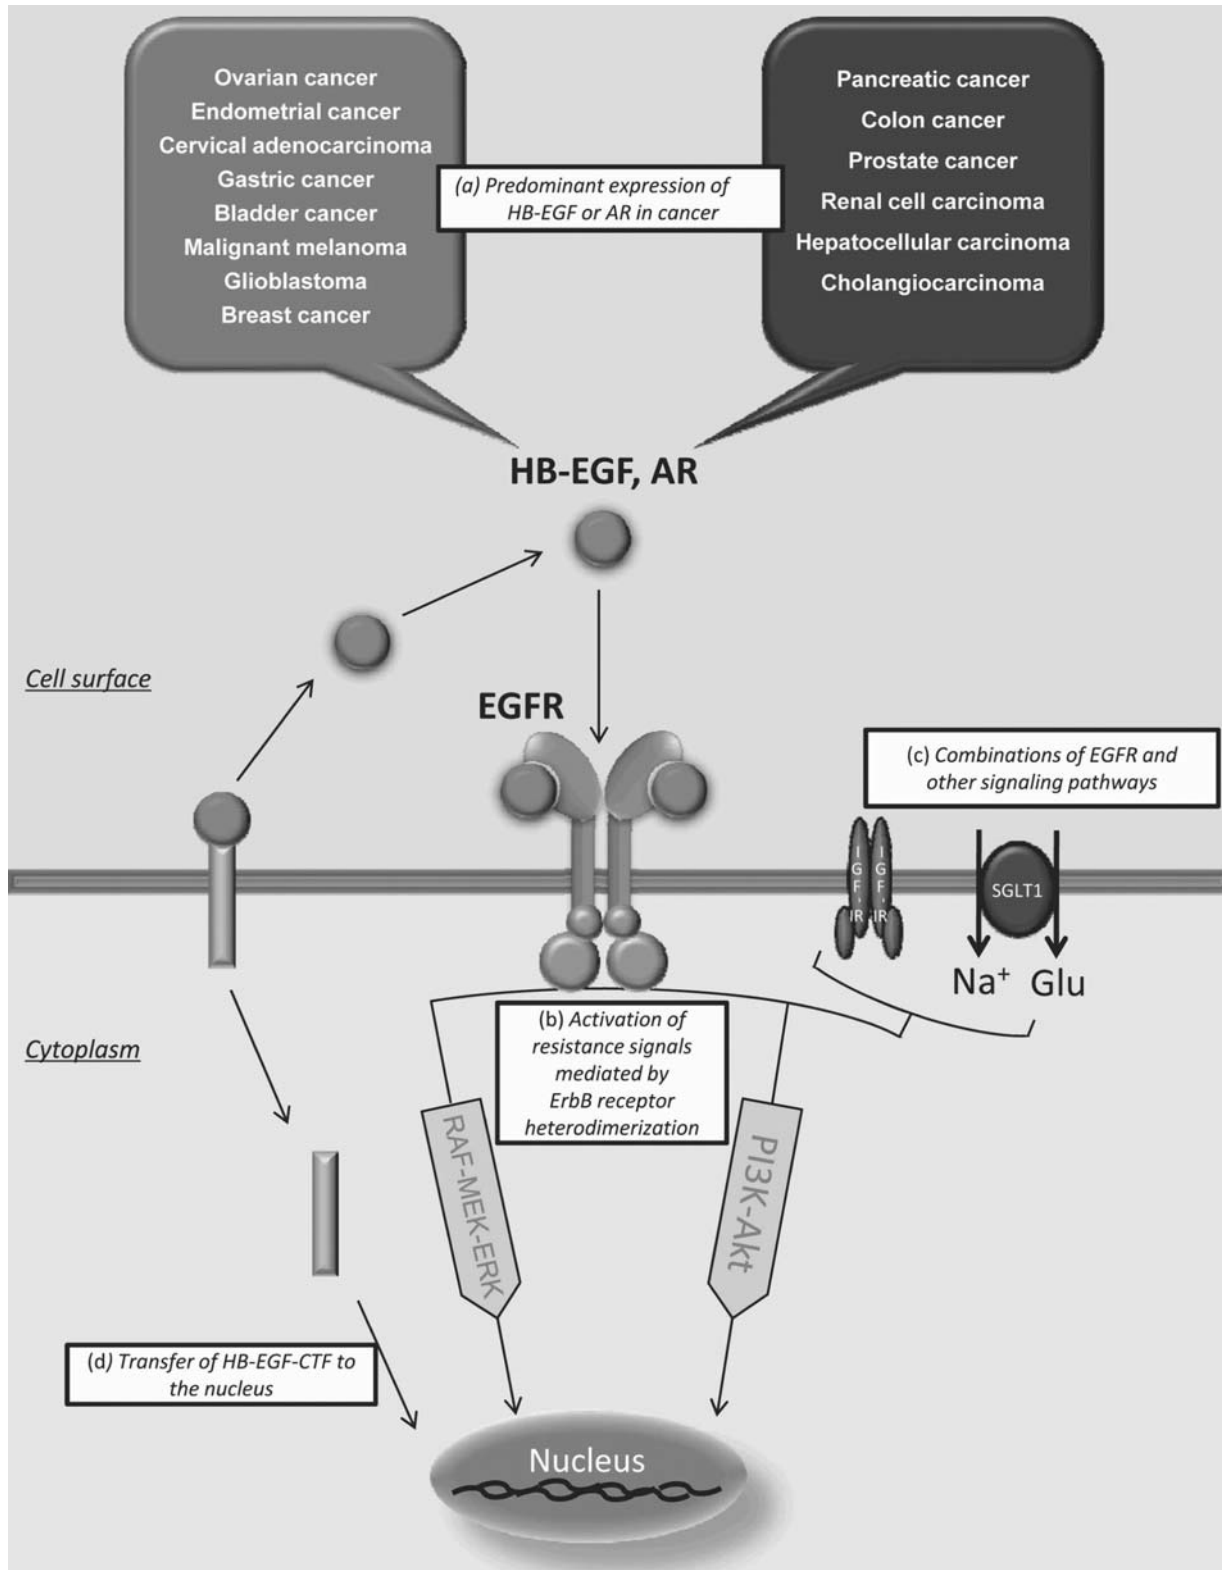 Ovarian cancer
Endometrial cancer
Cervical adenocarcinoma
Gastric cancer
Bladder cancer
Malignant melanoma
Glioblastoma
Breast cancer
Pancreatic cancer
Colon cancer
Prostate cancer
Renal cell carcinoma
Hepatocellular carcinoma
Cholangiocarcinoma
(a) Predominant expression of
HB-EGF or AR in cancer
HB-EGF, AR
Cell surface
EGFR
(c) Combinations of EGFR and
other signaling pathways
IGF-IR
IGF-IR
SGLT1
Na⁺ Glu
Cytoplasm
(b) Activation of
resistance signals
mediated by
ErbB receptor
heterodimerization
RAF-MEK-ERK
PI3K-Akt
(d) Transfer of HB-EGF-CTF to
the nucleus
Nucleus